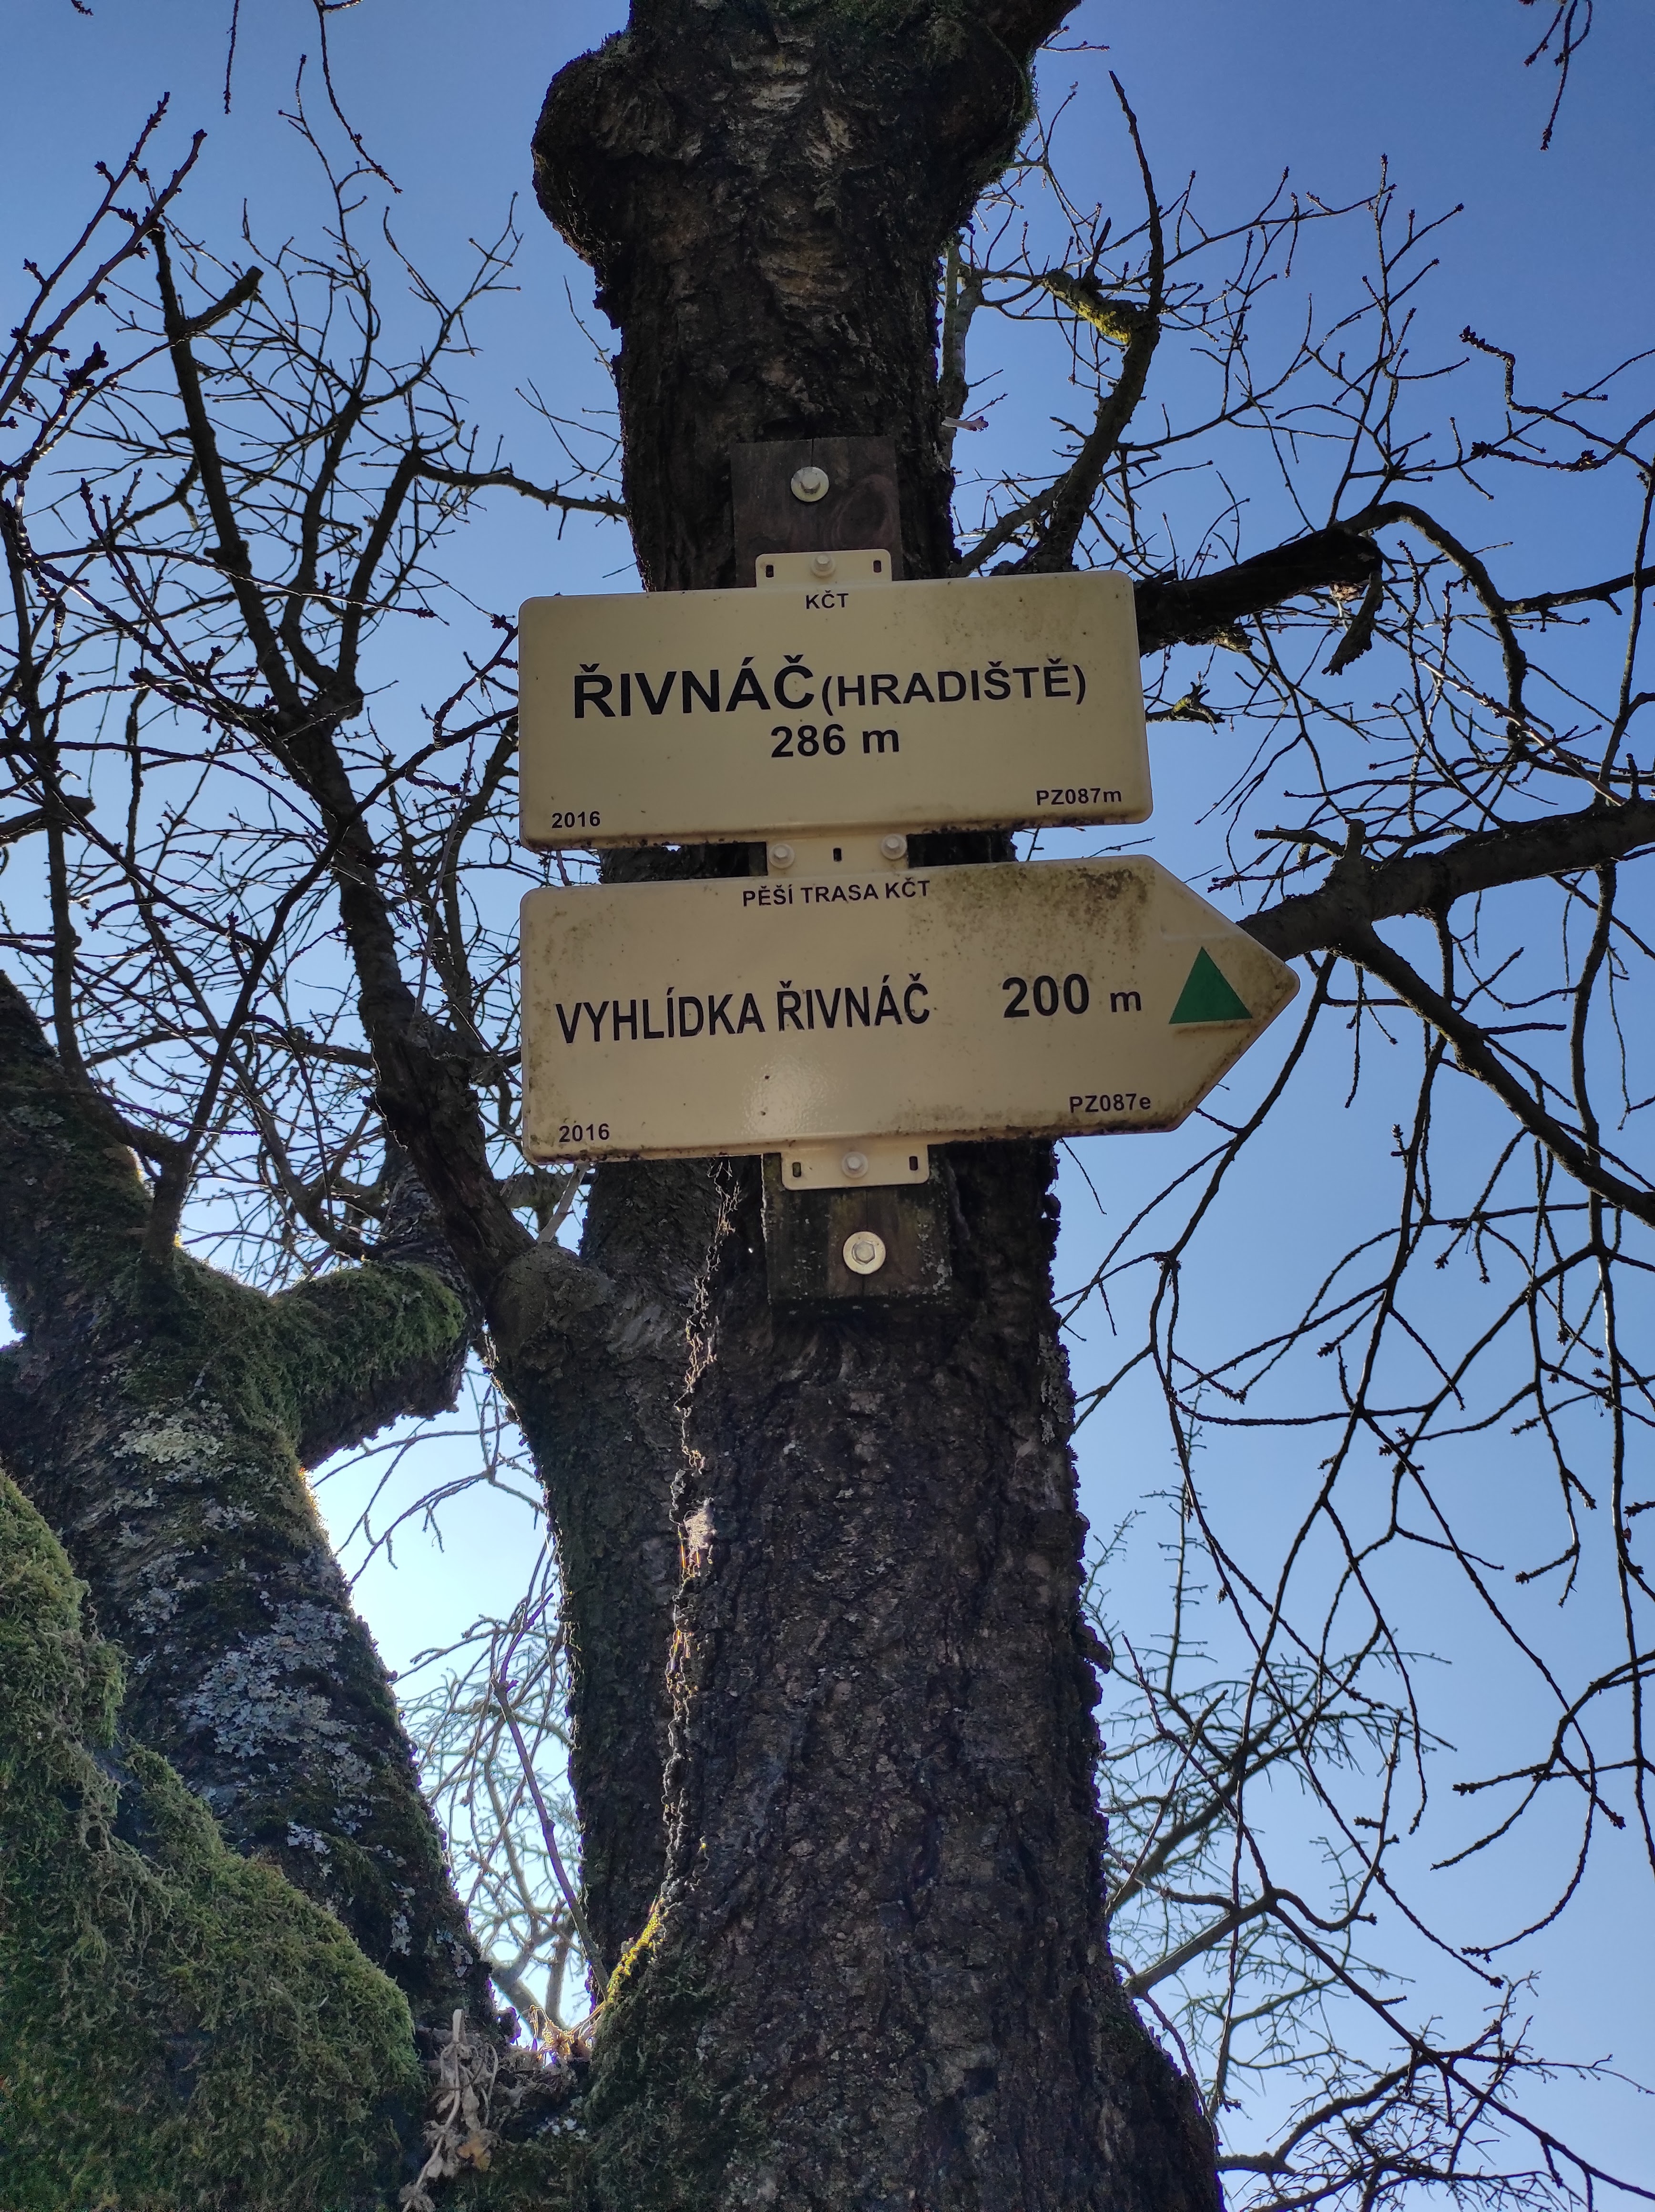 KČT
ŘIVNÁČ (HRADIŠTĚ)
286 m
2016 PZ087m
PĚŠÍ TRASA KČT
VYHLÍDKA ŘIVNÁČ 200 m
2016 PZ087e